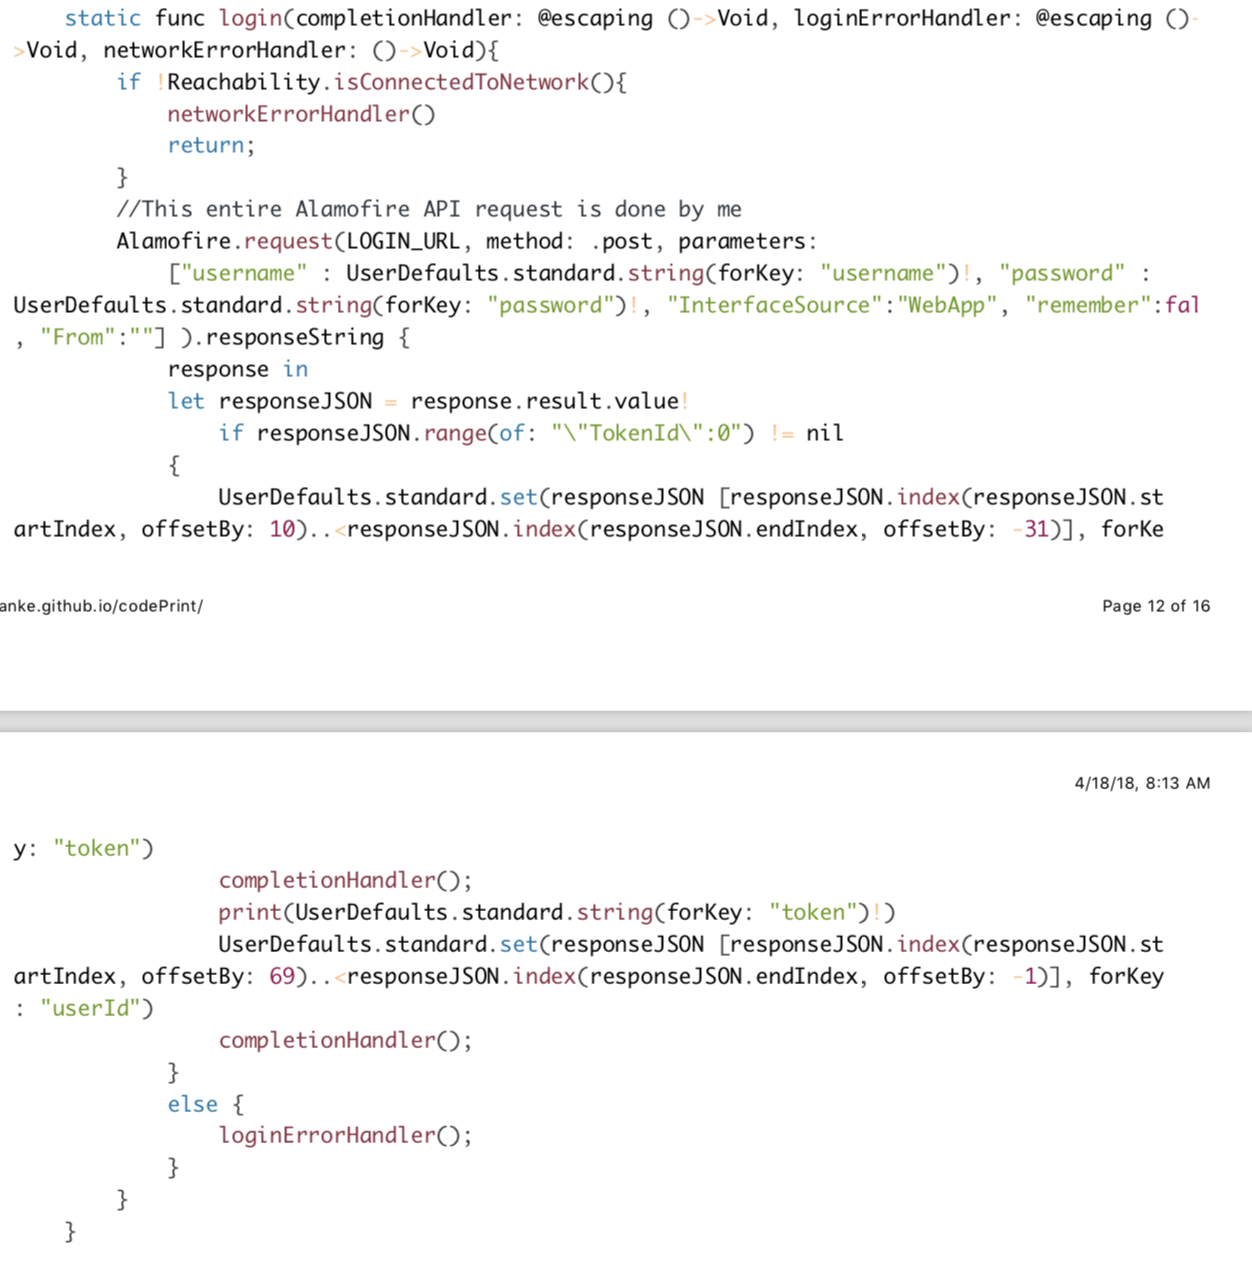 static func login(completionHandler: @escaping ()->Void, loginErrorHandler: @escaping ()-
>Void, networkErrorHandler: ()->Void){
if !Reachability.isConnectedToNetwork(){
networkErrorHandler()
return;
}
//This entire Alamofire API request is done by me
Alamofire.request(LOGIN_URL, method: .post, parameters:
["username" : UserDefaults.standard.string(forKey: "username")!, "password" :
UserDefaults.standard.string(forKey: "password")!, "InterfaceSource":"WebApp", "remember":fal
, "From":""] ).responseString {
response in
let responseJSON = response.result.value!
if responseJSON.range(of: "\"TokenId\":0") != nil
{
UserDefaults.standard.set(responseJSON [responseJSON.index(responseJSON.st
artIndex, offsetBy: 10)..<responseJSON.index(responseJSON.endIndex, offsetBy: -31)], forKe
anke.github.io/codePrint/ Page 12 of 16
4/18/18, 8:13 AM
y: "token")
completionHandler();
print(UserDefaults.standard.string(forKey: "token")!)
UserDefaults.standard.set(responseJSON [responseJSON.index(responseJSON.st
artIndex, offsetBy: 69)..<responseJSON.index(responseJSON.endIndex, offsetBy: -1)], forKey
: "userId")
completionHandler();
}
else {
loginErrorHandler();
}
}
}